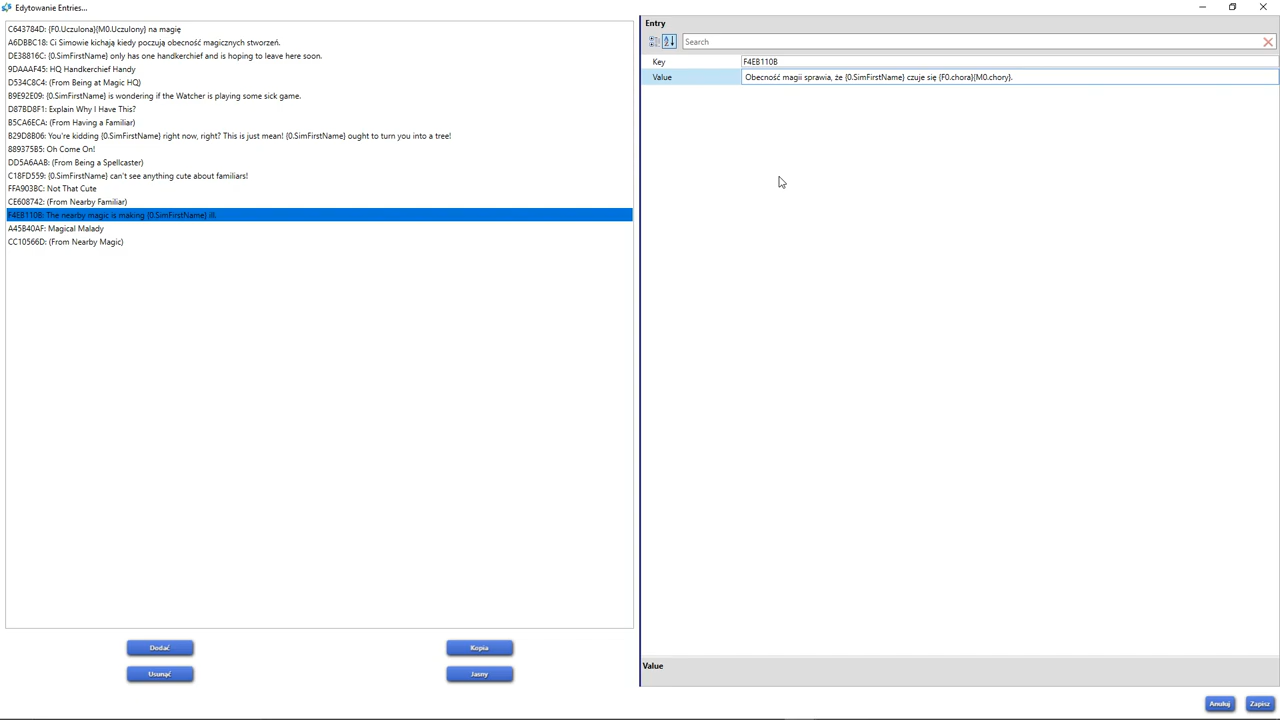 Edytowanie Entries...
C643784D: {F0.Uczulona}{M0.Uczulony} na magię
A6DBBC18: Ci Simowie kichają kiedy poczują obecność magicznych stworzeń.
DE38816C: {0.SimFirstName} only has one handkerchief and is hoping to leave here soon.
9DAAAF45: HQ Handkerchief Handy
D534C8C4: (From Being at Magic HQ)
B9E92E09: {0.SimFirstName} is wondering if the Watcher is playing some sick game.
D87BD8F1: Explain Why I Have This?
B5CA6ECA: (From Having a Familiar)
B29D8B06: You're kidding {0.SimFirstName} right now, right? This is just mean! {0.SimFirstName} ought to turn you into a tree!
889375B5: Oh Come On!
DD5A6AAB: (From Being a Spellcaster)
C18FD559: {0.SimFirstName} can't see anything cute about familiars!
FFA903BC: Not That Cute
CE608742: (From Nearby Familiar)
F4EB110B: The nearby magic is making {0.SimFirstName} ill.
A45B40AF: Magical Malady
CC10566D: (From Nearby Magic)
Dodać
Kopia
Usunąć
Jasny
Entry
Search
Key F4EB110B
Value Obecność magii sprawia, że {0.SimFirstName} czuje się {F0.chora}{M0.chory}.
Value
Anuluj
Zapisz